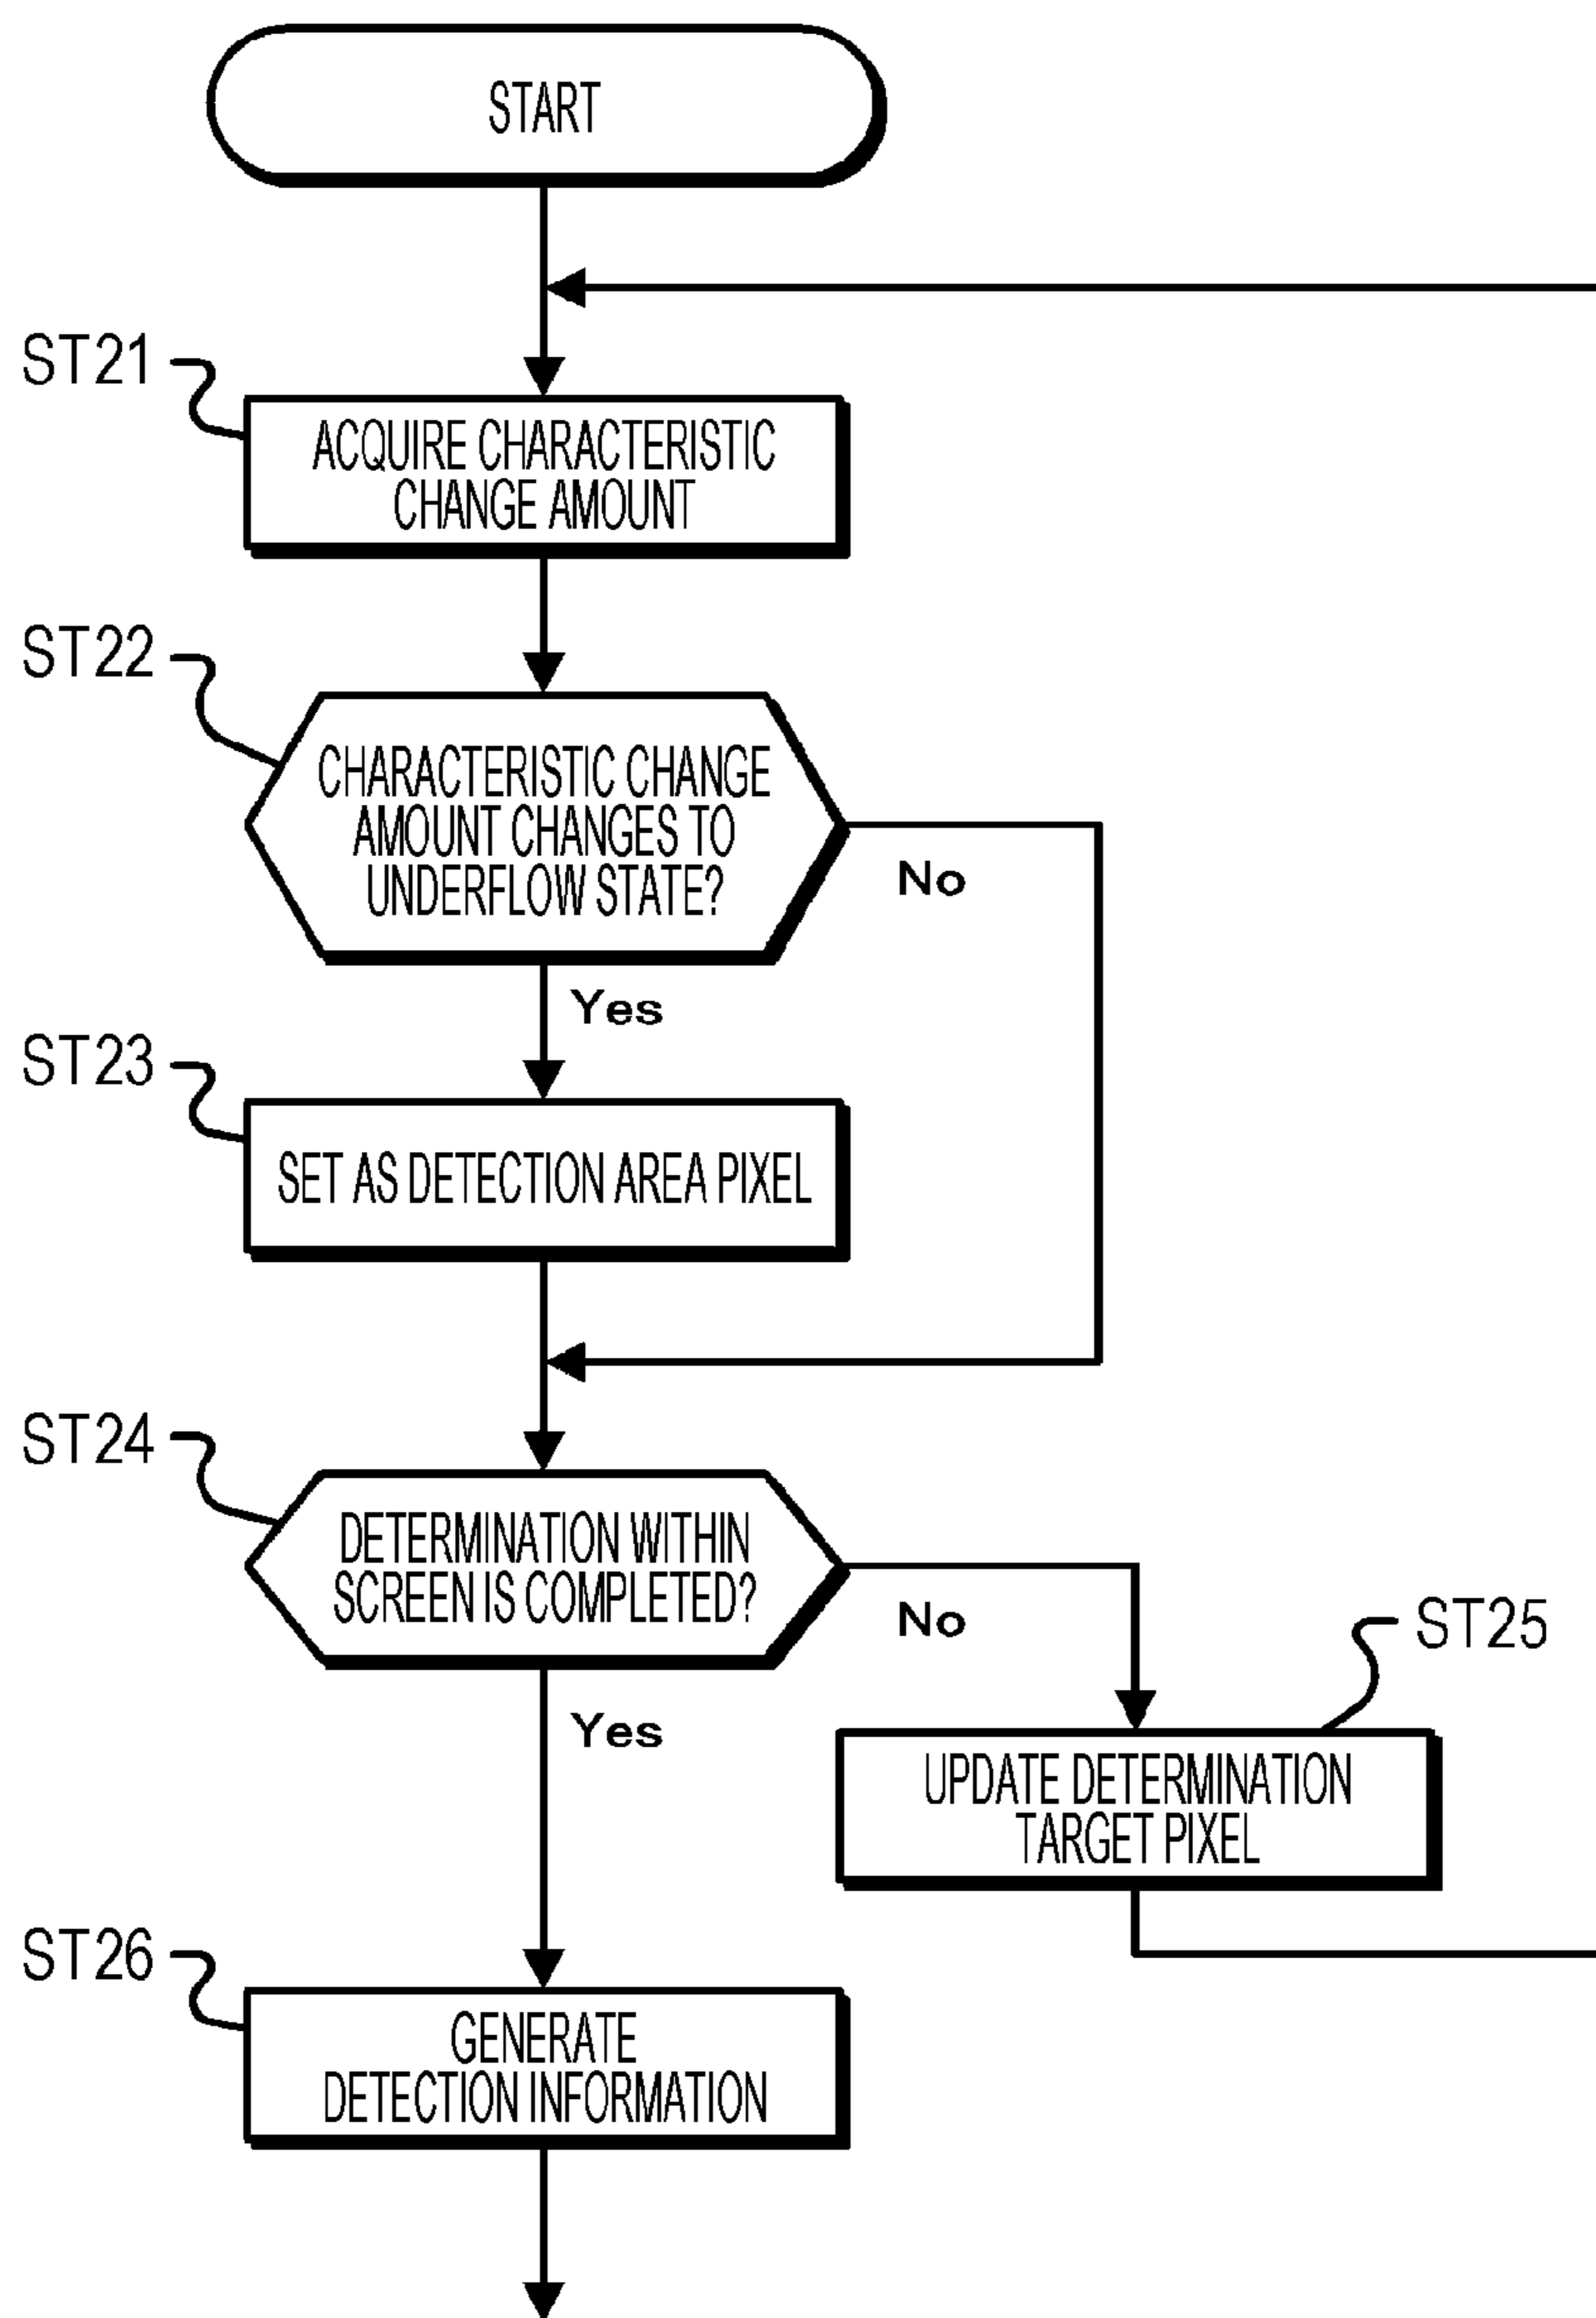 START
ST21
ACQUIRE CHARACTERISTIC
CHANGE AMOUNT
ST22
CHARACTERISTIC CHANGE
AMOUNT CHANGES TO
UNDERFLOW STATE?
No
Yes
ST23
SET AS DETECTION AREA PIXEL
ST24
DETERMINATION WITHIN
SCREEN IS COMPLETED?
No
ST25
Yes
UPDATE DETERMINATION
TARGET PIXEL
ST26
GENERATE
DETECTION INFORMATION